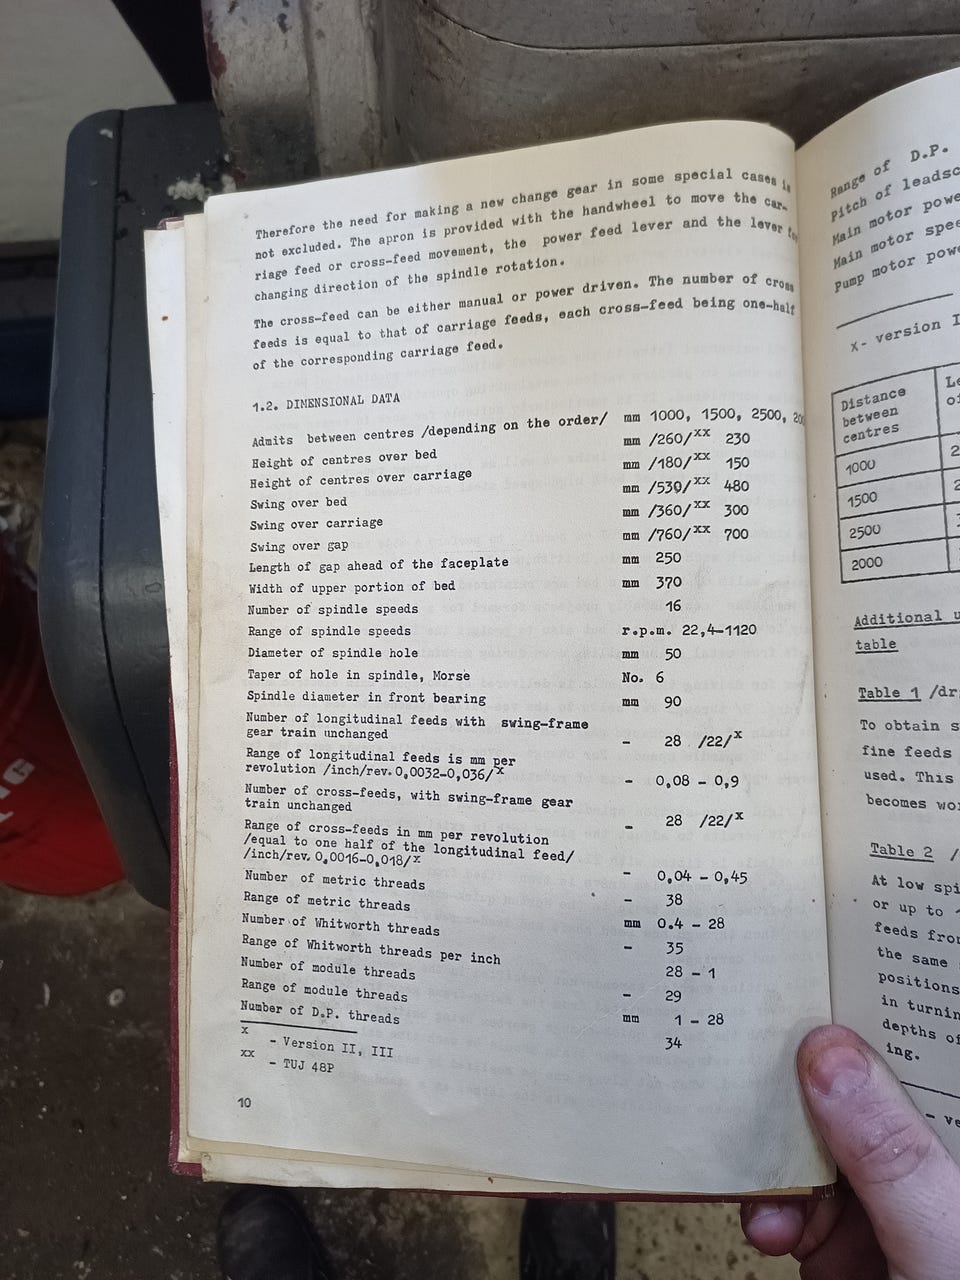 Therefore the need for making a new change gear in some special cases is
not excluded. The apron is provided with the handwheel to move the car-
riage feed or cross-feed movement, the power feed lever and the lever for
changing direction of the spindle rotation.
The cross-feed can be either manual or power driven. The number of cross
feeds is equal to that of carriage feeds, each cross-feed being one-half
of the corresponding carriage feed.
1.2. DIMENSIONAL DATA
Admits between centres /depending on the order/ mm 1000, 1500, 2500,
Height of centres over bed mm /260/xx 230
Height of centres over carriage mm /180/xx 150
Swing over bed mm /530/xx 480
Swing over carriage mm /360/xx 300
Swing over gap mm /760/xx 700
Length of gap ahead of the faceplate mm 250
Width of upper portion of bed mm 370
Number of spindle speeds 16
Range of spindle speeds r.p.m. 22,4-1120
Diameter of spindle hole mm 50
Taper of hole in spindle, Morse No. 6
Spindle diameter in front bearing mm 90
Number of longitudinal feeds with swing-frame
gear train unchanged - 28 /22/x
Range of longitudinal feeds is mm per
revolution /inch/rev. 0,0032-0,036/x - 0,08 - 0,9
Number of cross-feeds, with swing-frame gear
train unchanged - 28 /22/x
Range of cross-feeds in mm per revolution
/equal to one half of the longitudinal feed/
/inch/rev. 0,0016-0,018/x - 0,04 - 0,45
Number of metric threads - 38
Range of metric threads mm 0.4 - 28
Number of Whitworth threads - 35
Range of Whitworth threads per inch 28 - 1
Number of module threads - 29
Range of module threads mm 1 - 28
Number of D.P. threads 34
x - Version II, III
xx - TUJ 48P
10
Range of D.P.
Pitch of
Main motor
Main motor
Pump motor
x- version
Distance
between
centres
1000
1500
2500
2000
Additional
table
Table 1
To obtain
fine feeds
used. This
becomes
Table 2 /
At low
or up to
feeds
the same
positions
in
depths
ing.